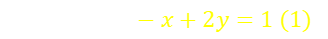 −x + 2y = 1 (1)